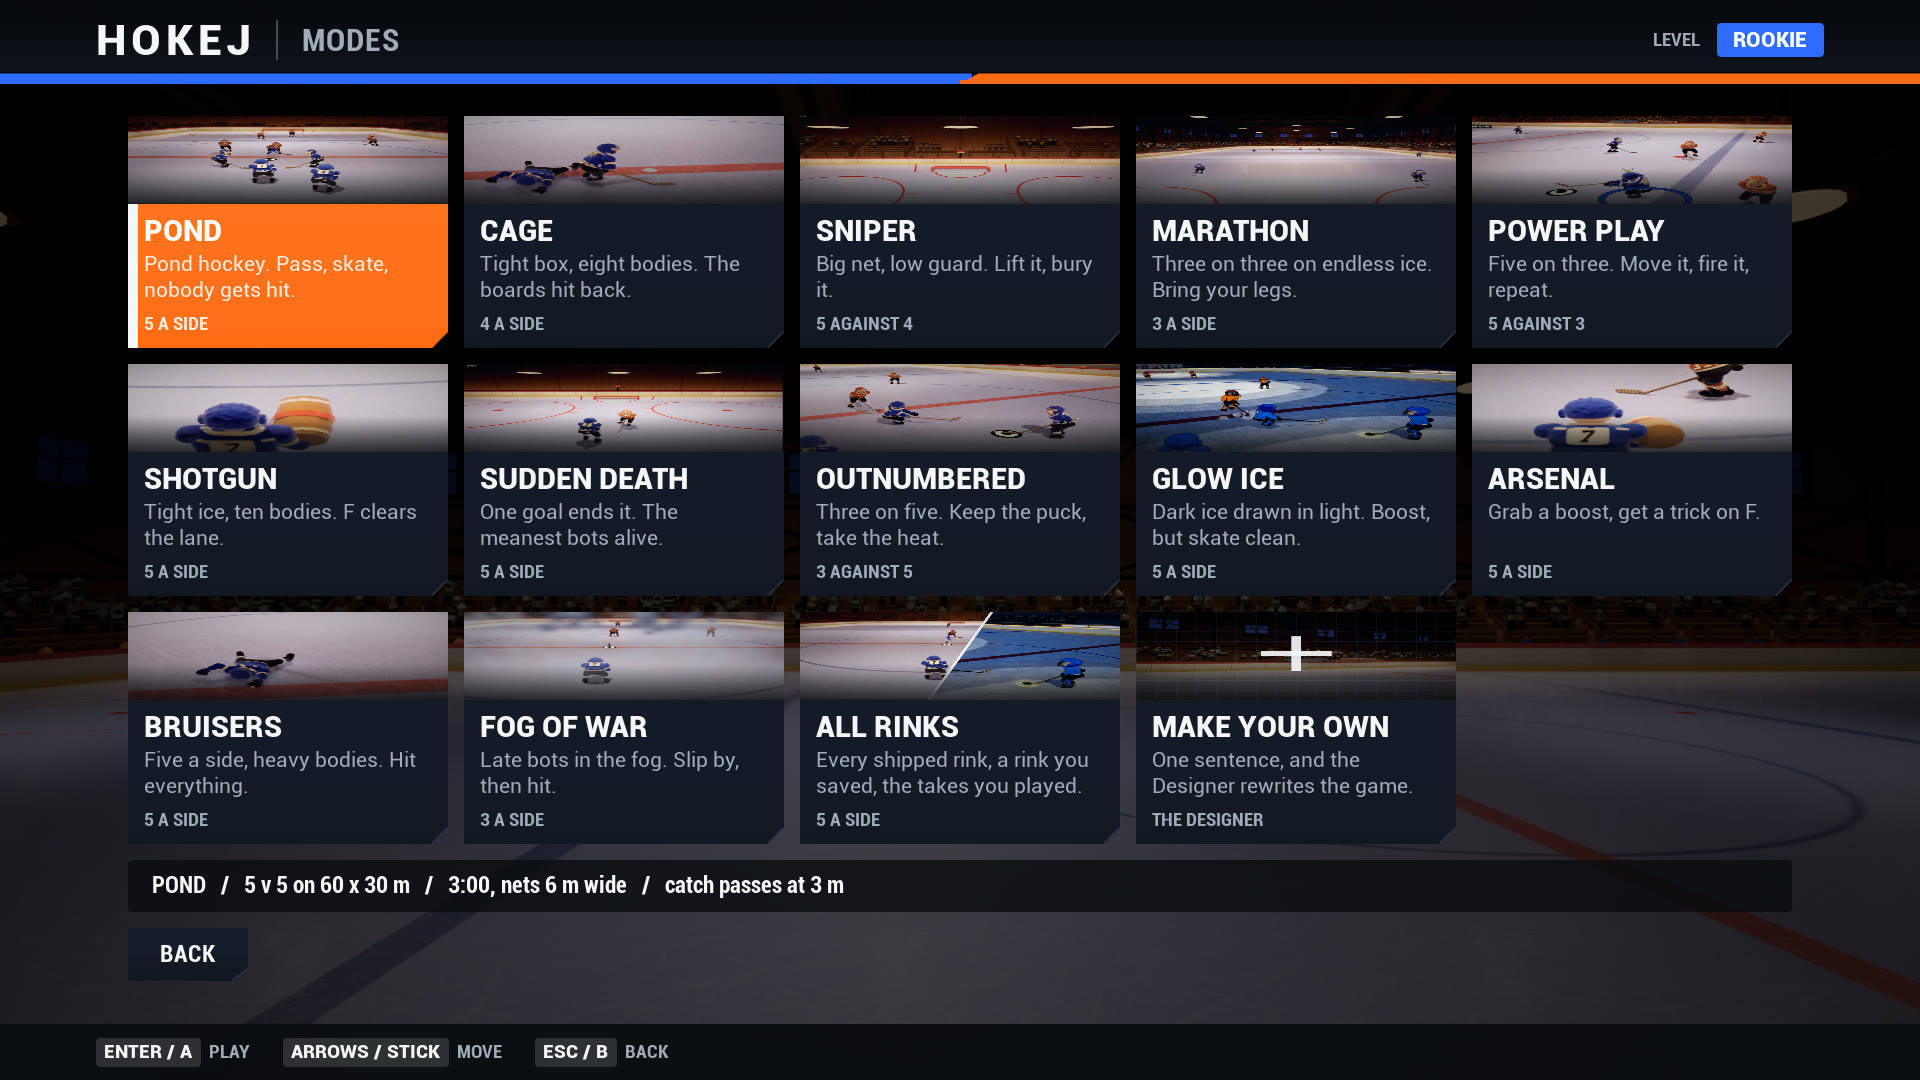 HOKEJ
MODES
LEVEL
ROOKIE
POND
Pond hockey. Pass, skate,
nobody gets hit.
5 A SIDE
CAGE
Tight box, eight bodies. The
boards hit back.
4 A SIDE
SNIPER
Big net, low guard. Lift it, bury
it.
5 AGAINST 4
MARATHON
Three on three on endless ice.
Bring your legs.
3 A SIDE
POWER PLAY
Five on three. Move it, fire it,
repeat.
5 AGAINST 3
SHOTGUN
Tight ice, ten bodies. F clears
the lane.
5 A SIDE
SUDDEN DEATH
One goal ends it. The
meanest bots alive.
5 A SIDE
OUTNUMBERED
Three on five. Keep the puck,
take the heat.
3 AGAINST 5
GLOW ICE
Dark ice drawn in light. Boost,
but skate clean.
5 A SIDE
7
ARSENAL
Grab a boost, get a trick on F.
5 A SIDE
BRUISERS
Five a side, heavy bodies. Hit
everything.
5 A SIDE
FOG OF WAR
Late bots in the fog. Slip by,
then hit.
3 A SIDE
ALL RINKS
Every shipped rink, a rink you
saved, the takes you played.
5 A SIDE
MAKE YOUR OWN
One sentence, and the
Designer rewrites the game.
THE DESIGNER
POND / 5 v 5 on 60 x 30 m / 3:00, nets 6 m wide / catch passes at 3 m
BACK
ENTER / A PLAY
ARROWS / STICK MOVE
ESC / B BACK